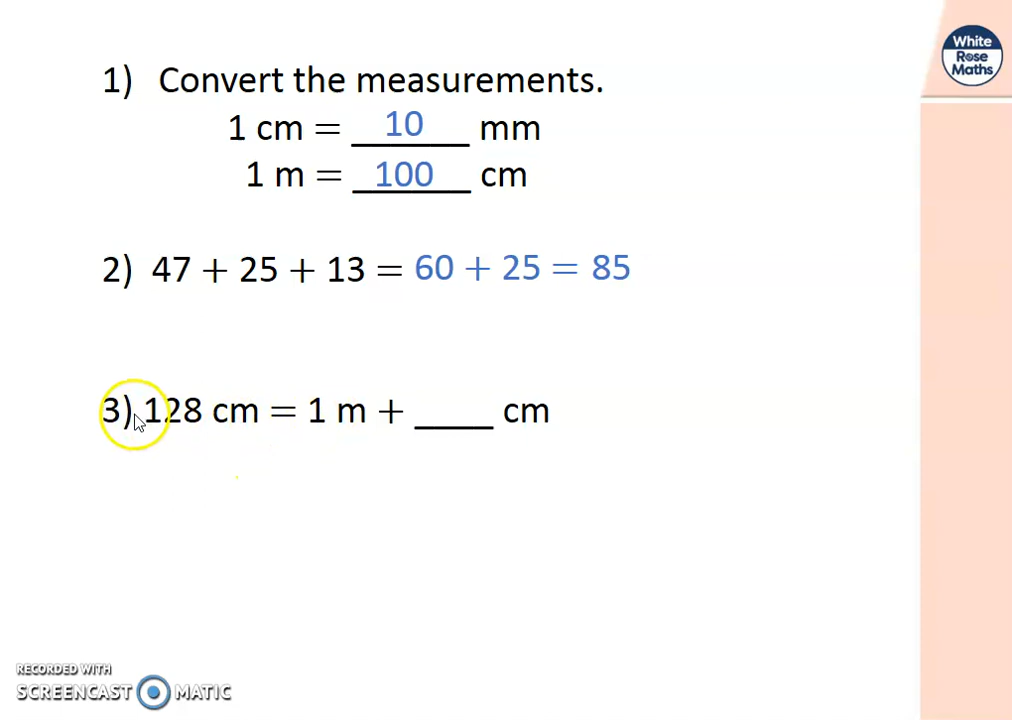 White
Rose
Maths
1) Convert the measurements.
1 cm = 10 mm
1 m = 100 cm
2) 47 + 25 + 13 = 60 + 25 = 85
3) 128 cm = 1 m + ____ cm
RECORDED WITH
SCREENCAST MATIC